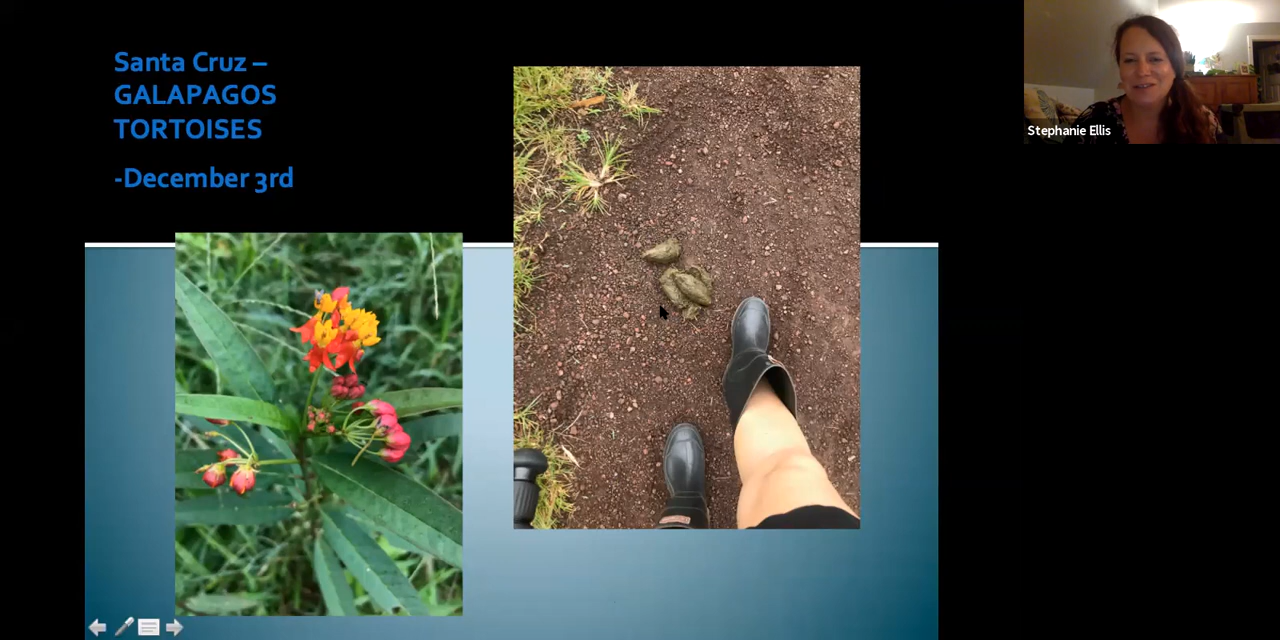 Santa Cruz –
GALAPAGOS
TORTOISES
-December 3rd
Stephanie Ellis